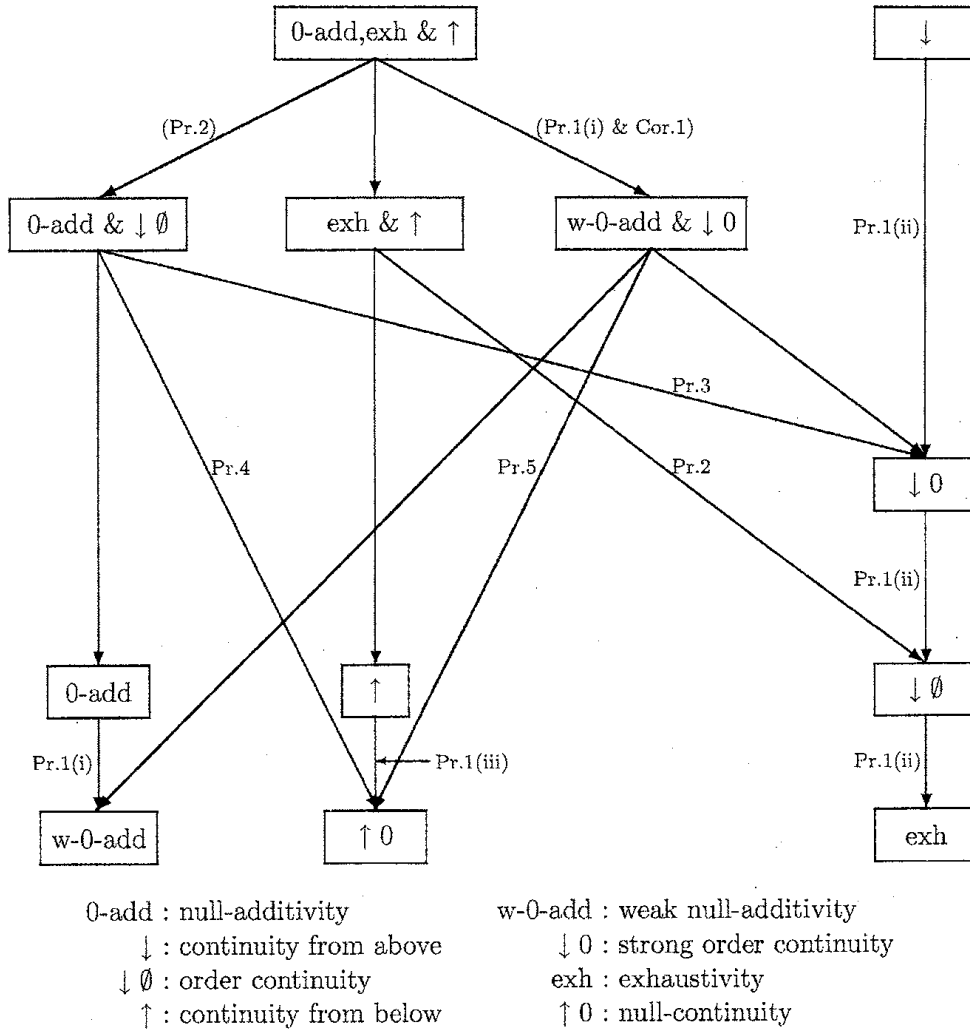 0-add,exh & ↑
↓
(Pr.2)
(Pr.1(i) & Cor.1)
0-add & ↓ ∅
exh & ↑
w-0-add & ↓ 0
Pr.1(ii)
Pr.3
Pr.4
Pr.5
Pr.2
↓ 0
Pr.1(ii)
0-add
↑
↓ ∅
Pr.1(i)
Pr.1(iii)
Pr.1(ii)
w-0-add
↑ 0
exh
0-add : null-additivity
w-0-add : weak null-additivity
↓ : continuity from above
↓ 0 : strong order continuity
↓ ∅ : order continuity
exh : exhaustivity
↑ : continuity from below
↑ 0 : null-continuity